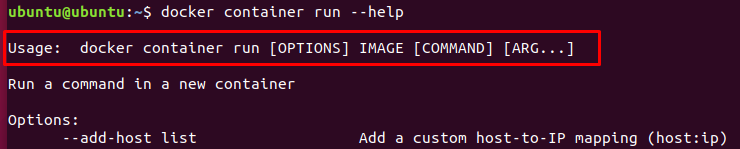 ubuntu@ubuntu:~$ docker container run --help
Usage:  docker container run [OPTIONS] IMAGE [COMMAND] [ARG...]
Run a command in a new container
Options:
      --add-host list                  Add a custom host-to-IP mapping (host:ip)